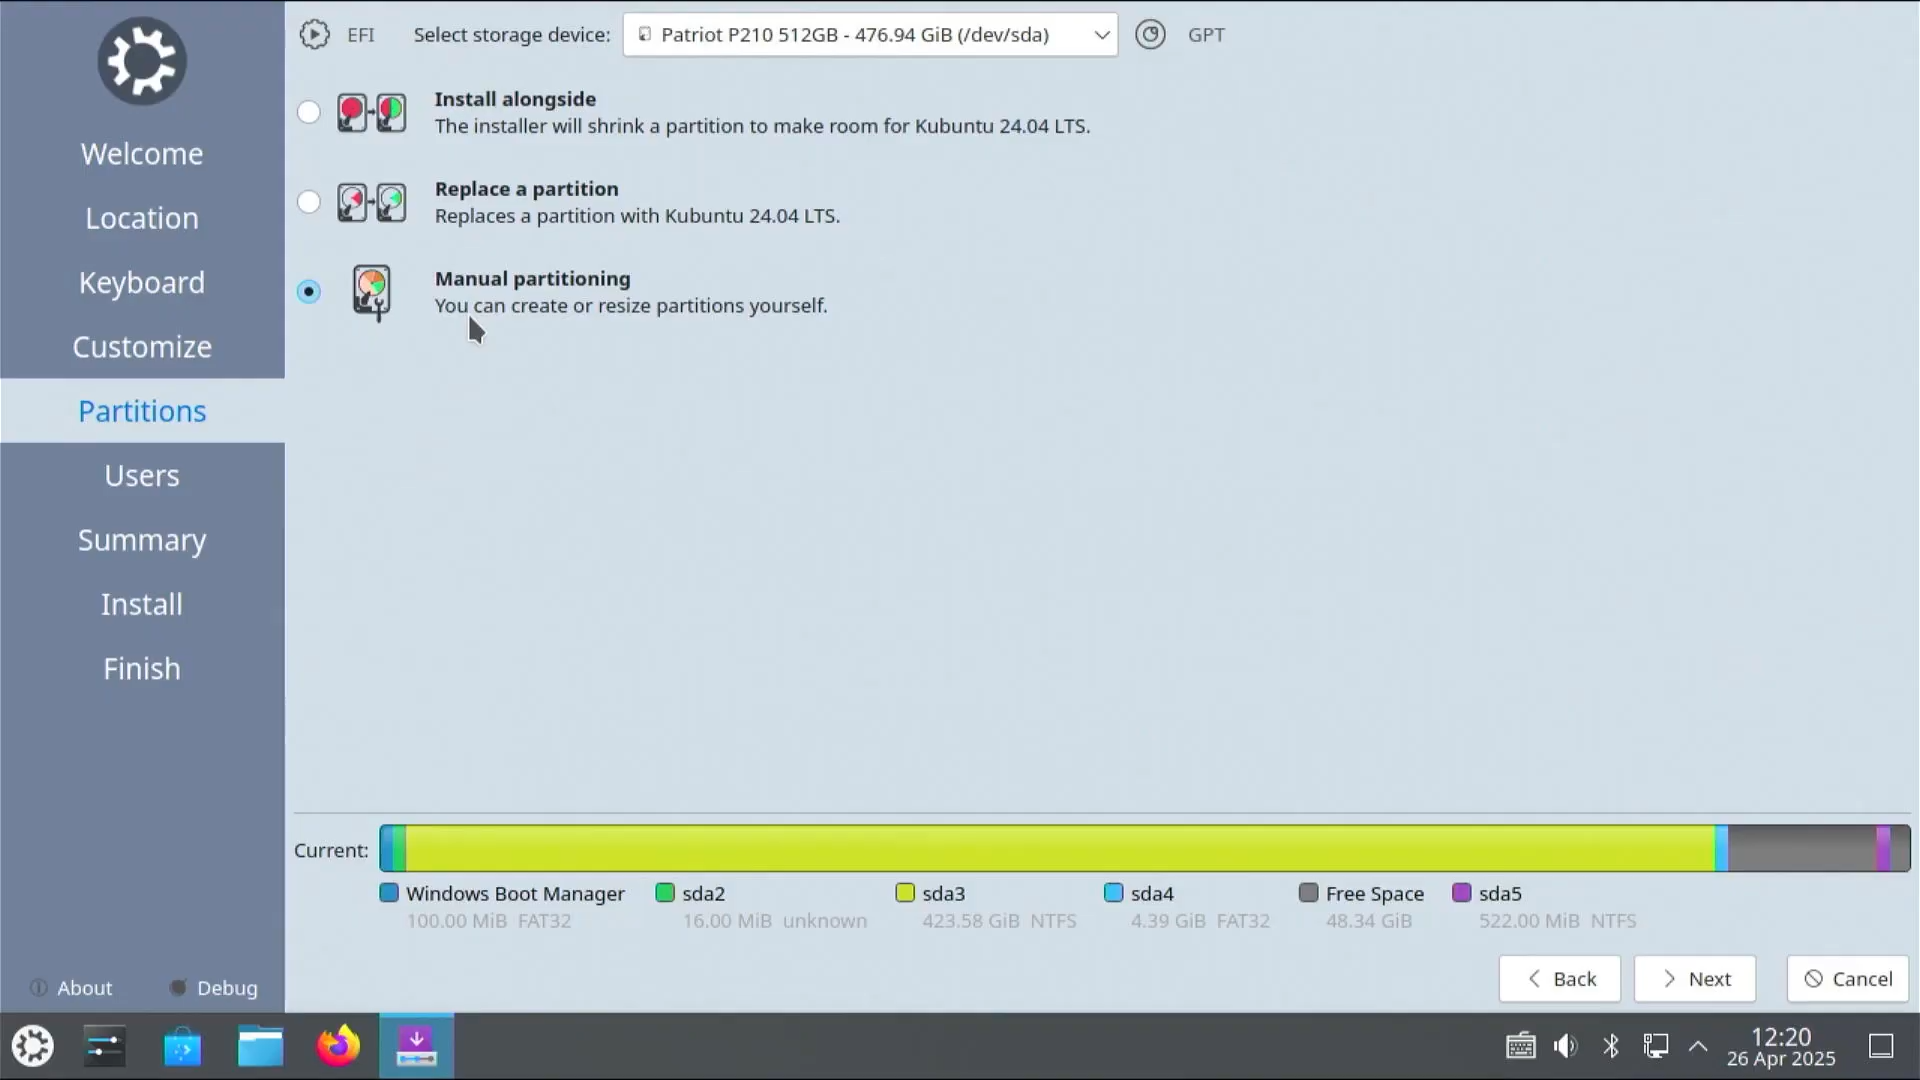 EFI Select storage device: Patriot P210 512GB - 476.94 GiB (/dev/sda) GPT
Install alongside
The installer will shrink a partition to make room for Kubuntu 24.04 LTS.
Replace a partition
Replaces a partition with Kubuntu 24.04 LTS.
Manual partitioning
You can create or resize partitions yourself.
Welcome
Location
Keyboard
Customize
Partitions
Users
Summary
Install
Finish
About Debug
Current:
Windows Boot Manager sda2 sda3 sda4 Free Space sda5
100.00 MiB FAT32 16.00 MiB unknown 423.58 GiB NTFS 4.39 GiB FAT32 48.34 GiB 522.00 MiB NTFS
Back Next Cancel
12:20
26 Apr 2025